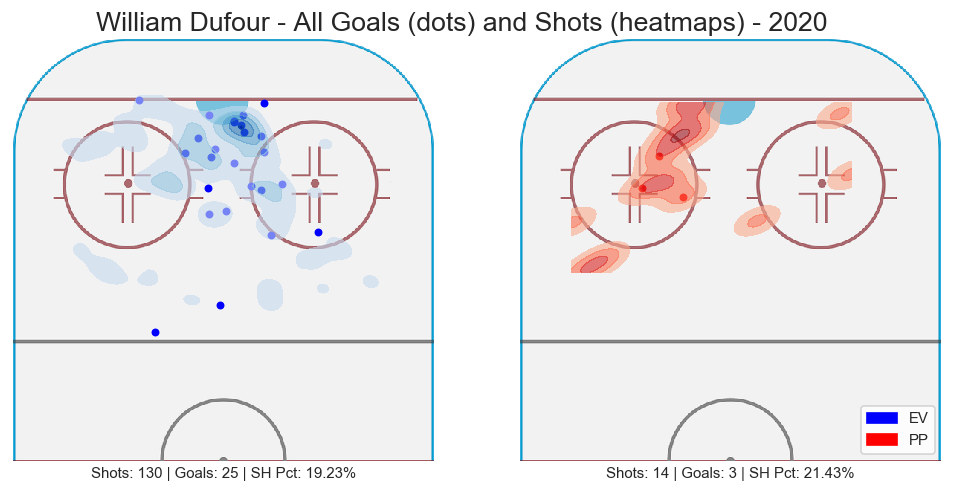 William Dufour - All Goals (dots) and Shots (heatmaps) - 2020
EV
PP
Shots: 130 | Goals: 25 | SH Pct: 19.23%
Shots: 14 | Goals: 3 | SH Pct: 21.43%